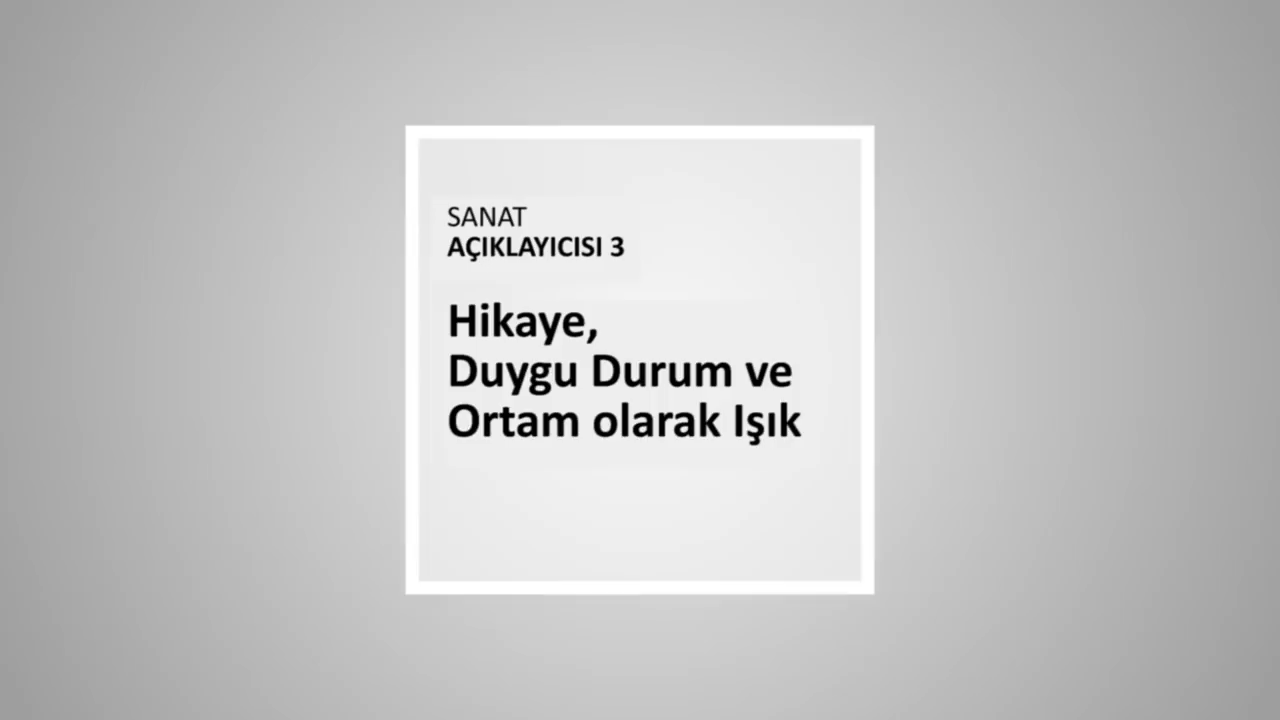 SANAT
AÇIKLAYICISI 3
Hikaye,
Duygu Durum ve
Ortam olarak Işık